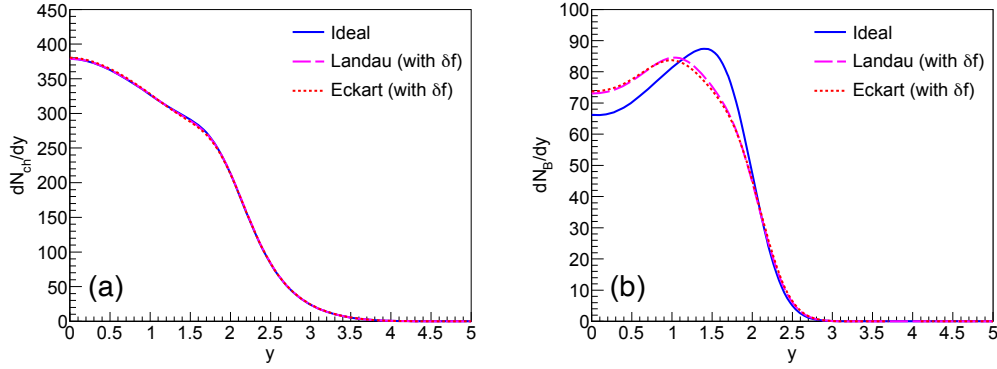 450
400
350
300
250
200
150
100
50
0
dN_ch/dy
Ideal
Landau (with δf)
Eckart (with δf)
(a)
0 0.5 1 1.5 2 2.5 3 3.5 4 4.5 5
y
100
90
80
70
60
50
40
30
20
10
0
dN_B/dy
Ideal
Landau (with δf)
Eckart (with δf)
(b)
0 0.5 1 1.5 2 2.5 3 3.5 4 4.5 5
y